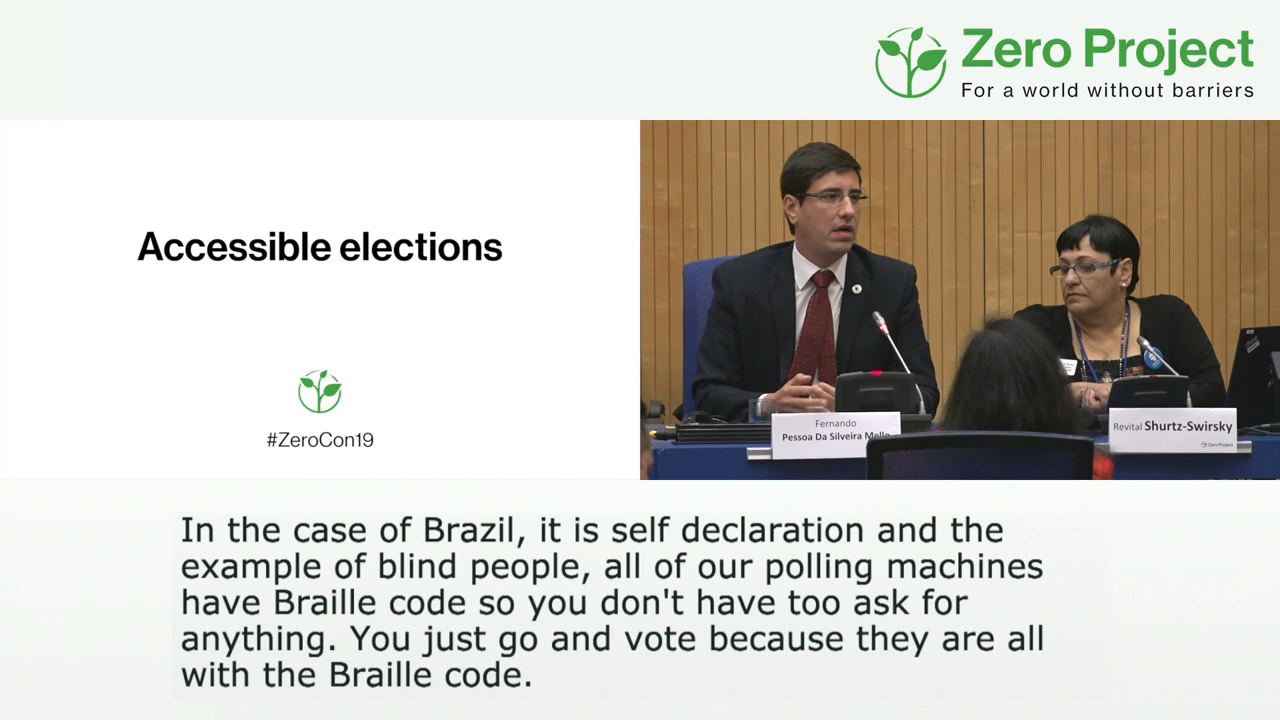 Zero Project
For a world without barriers
Accessible elections
#ZeroCon19
Fernando
Pessoa Da Silveira Mello
Revital Shurtz-Swirsky
Zero Project
In the case of Brazil, it is self declaration and the
example of blind people, all of our polling machines
have Braille code so you don't have too ask for
anything. You just go and vote because they are all
with the Braille code.